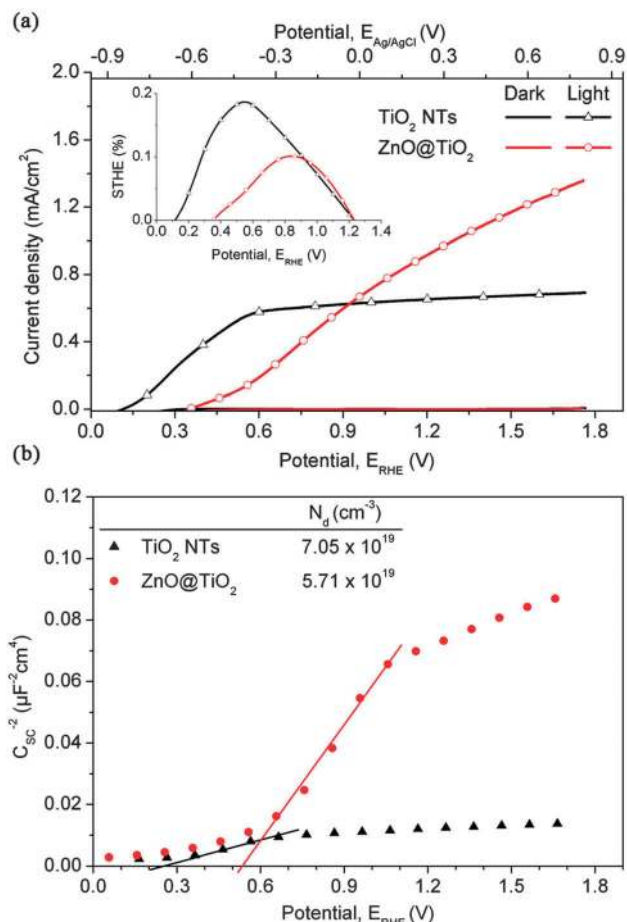 (a)
Potential, E_Ag/AgCl (V)
-0.9 -0.6 -0.3 0.0 0.3 0.6 0.9
2.0
1.6
1.2
0.8
0.4
0.0
Current density (mA/cm²)
Dark Light
TiO₂ NTs
ZnO@TiO₂
0.2
0.1
0.0
STHE (%)
0.0 0.2 0.4 0.6 0.8 1.0 1.2 1.4
Potential, E_RHE (V)
0.0 0.3 0.6 0.9 1.2 1.5 1.8
Potential, E_RHE (V)
(b)
0.12
0.10
0.08
0.06
0.04
0.02
0.00
C_SC⁻² (µF⁻²cm⁴)
N_d (cm⁻³)
TiO₂ NTs 7.05 x 10¹⁹
ZnO@TiO₂ 5.71 x 10¹⁹
0.0 0.3 0.6 0.9 1.2 1.5 1.8
Potential, E_RHE (V)